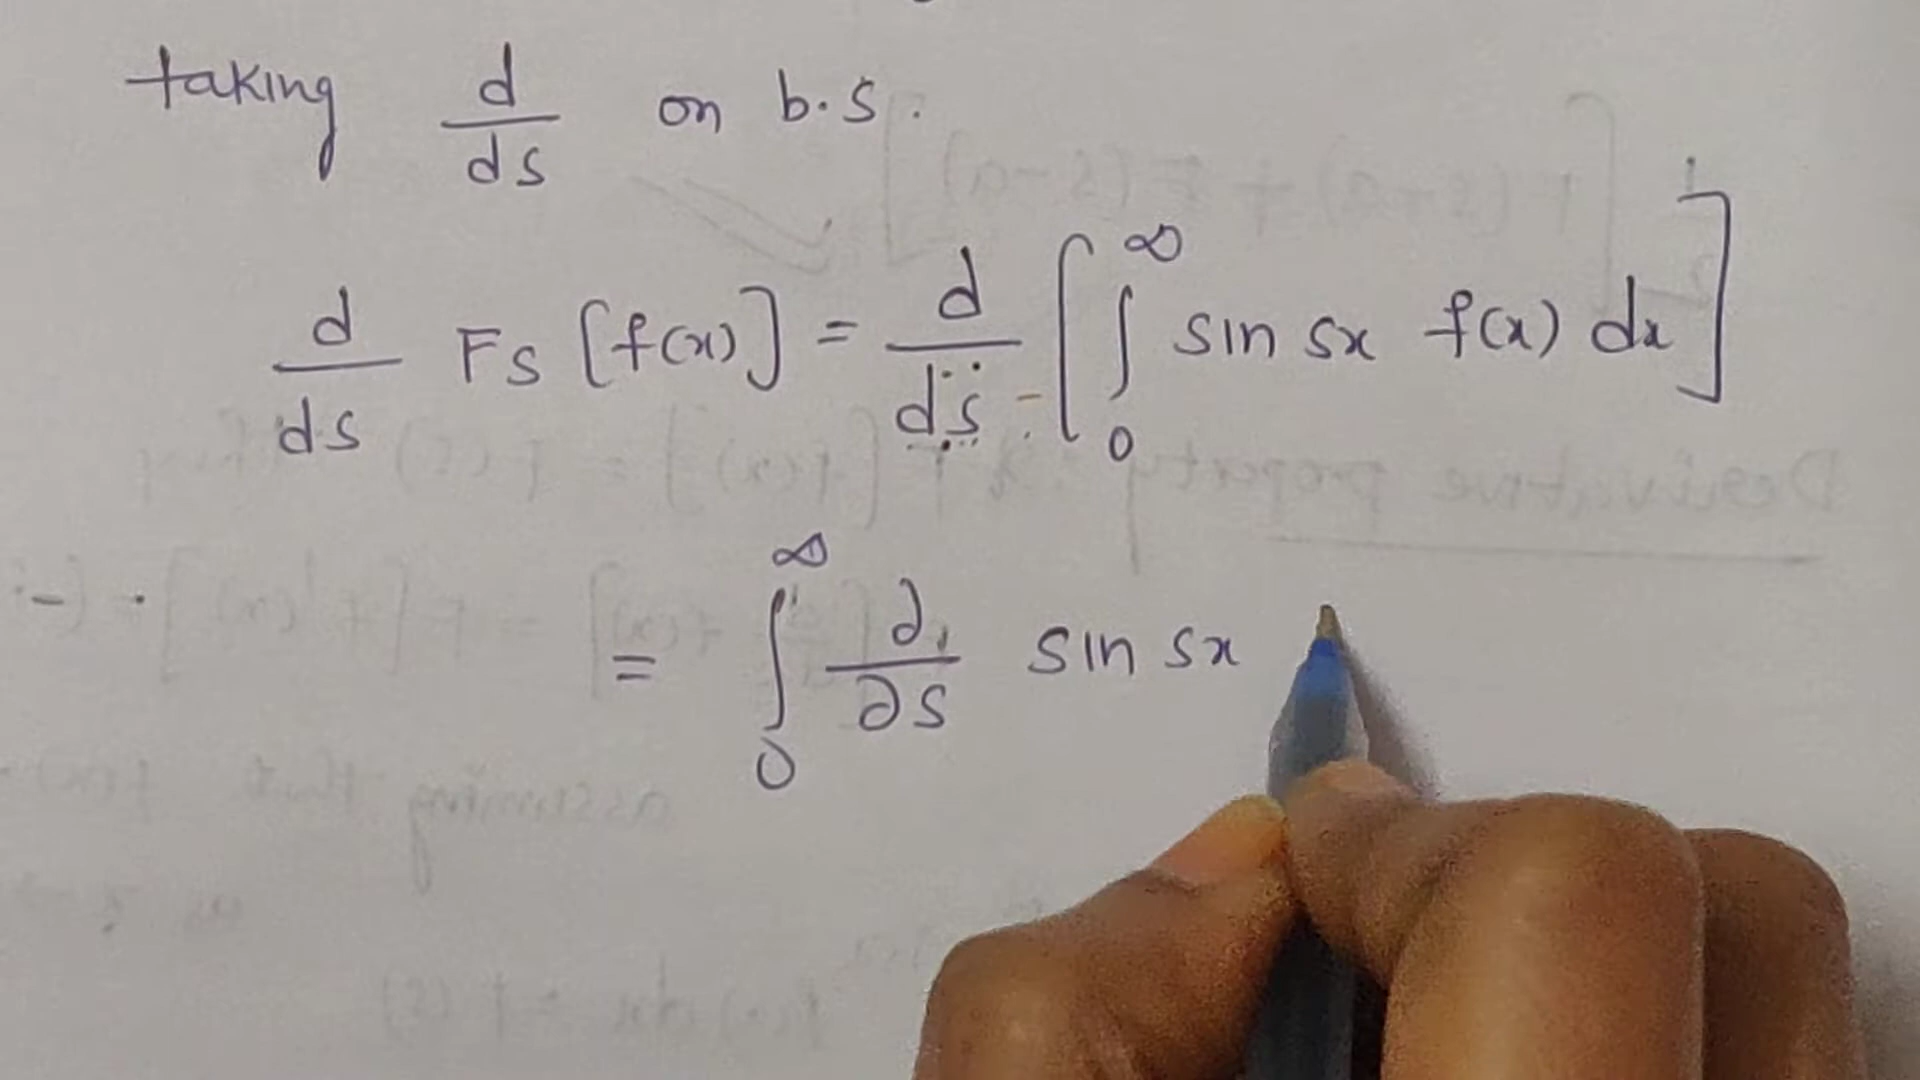 taking d/ds on b.s.
d/ds Fs [f(x)] = d/ds [∫₀^∞ sin sx f(x) dx]
= ∫₀^∞ ∂/∂s sin sx